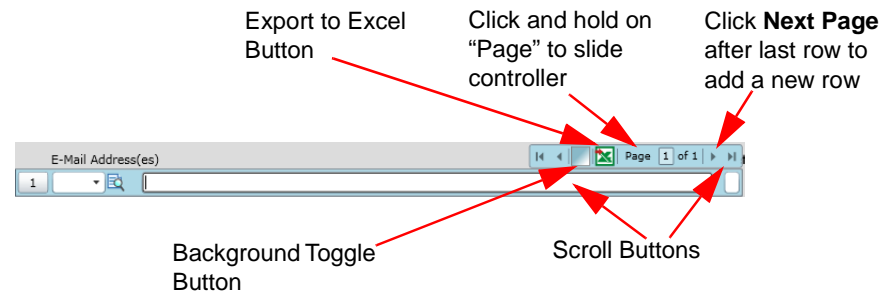 Export to Excel
Button
Click and hold on
“Page” to slide
controller
Click Next Page
after last row to
add a new row
E-Mail Address(es)
Page 1 of 1
1
Background Toggle
Button
Scroll Buttons